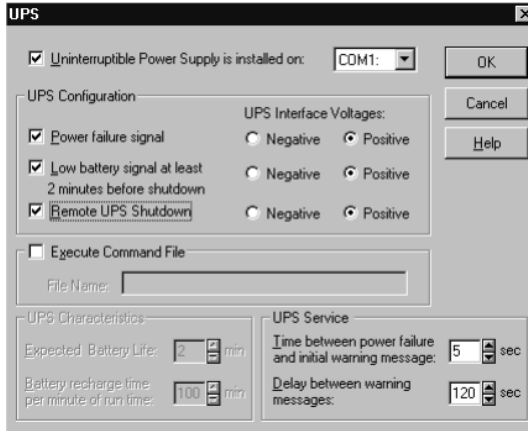 UPS
Uninterruptible Power Supply is installed on: COM1:
OK
Cancel
Help
UPS Configuration
UPS Interface Voltages:
Power failure signal Negative Positive
Low battery signal at least
2 minutes before shutdown Negative Positive
Remote UPS Shutdown Negative Positive
Execute Command File
File Name:
UPS Characteristics
Expected Battery Life: 2 min
Battery recharge time
per minute of run time: 100 min
UPS Service
Time between power failure
and initial warning message: 5 sec
Delay between warning
messages: 120 sec